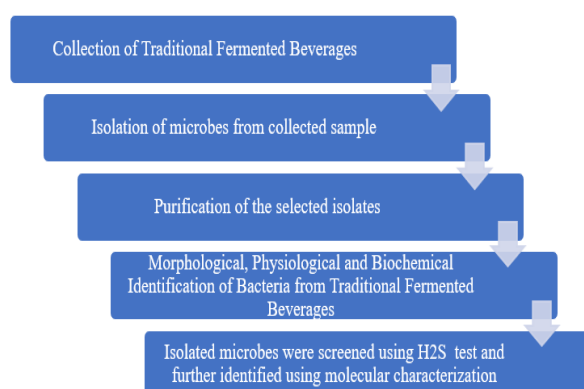 Collection of Traditional Fermented Beverages
Isolation of microbes from collected sample
Purification of the selected isolates
Morphological, Physiological and Biochemical
Identification of Bacteria from Traditional Fermented
Beverages
Isolated microbes were screened using H2S test and
further identified using molecular characterization